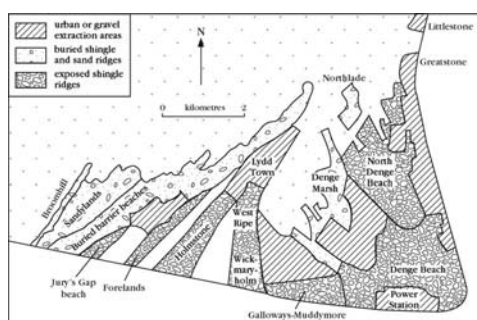 urban or gravel
extraction areas
buried shingle
and sand ridges
exposed shingle
ridges
N
0 kilometres 2
Littlestone
Greatstone
Northlade
Lydd
Town
Denge
Marsh
North
Denge
Beach
Broomhill
Sandylands
Buried barrier beaches
West
Ripe
Holmstone
Wick-
mary-
holm
Denge Beach
Jury's Gap
beach
Forelands
Power
Station
Galloways-Muddymore